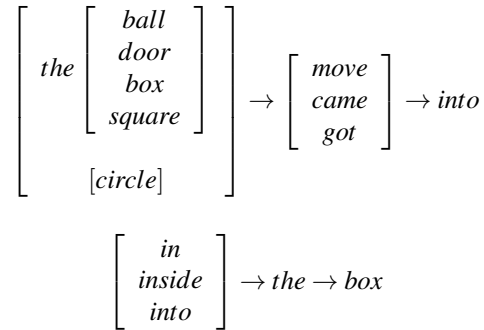 ball
door
the
box
square
[circle]
→
move
came
got
→ into
in
inside
into
→ the → box